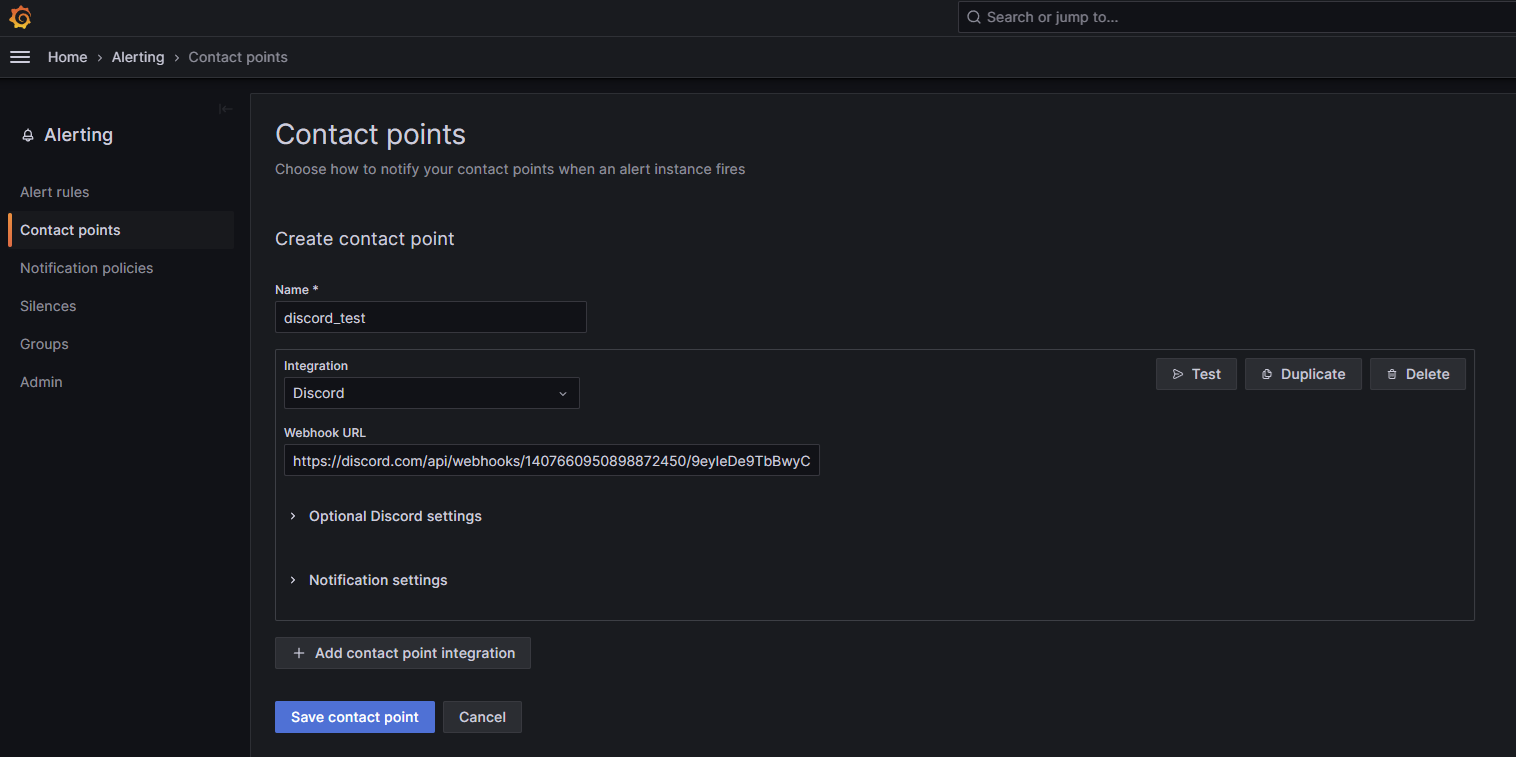 Search or jump to...
Home › Alerting › Contact points
Alerting
Alert rules
Contact points
Notification policies
Silences
Groups
Admin
Contact points
Choose how to notify your contact points when an alert instance fires
Create contact point
Name *
discord_test
Integration
Discord
Test
Duplicate
Delete
Webhook URL
https://discord.com/api/webhooks/1407660950898872450/9eyIeDe9TbBwyC
Optional Discord settings
Notification settings
Add contact point integration
Save contact point
Cancel